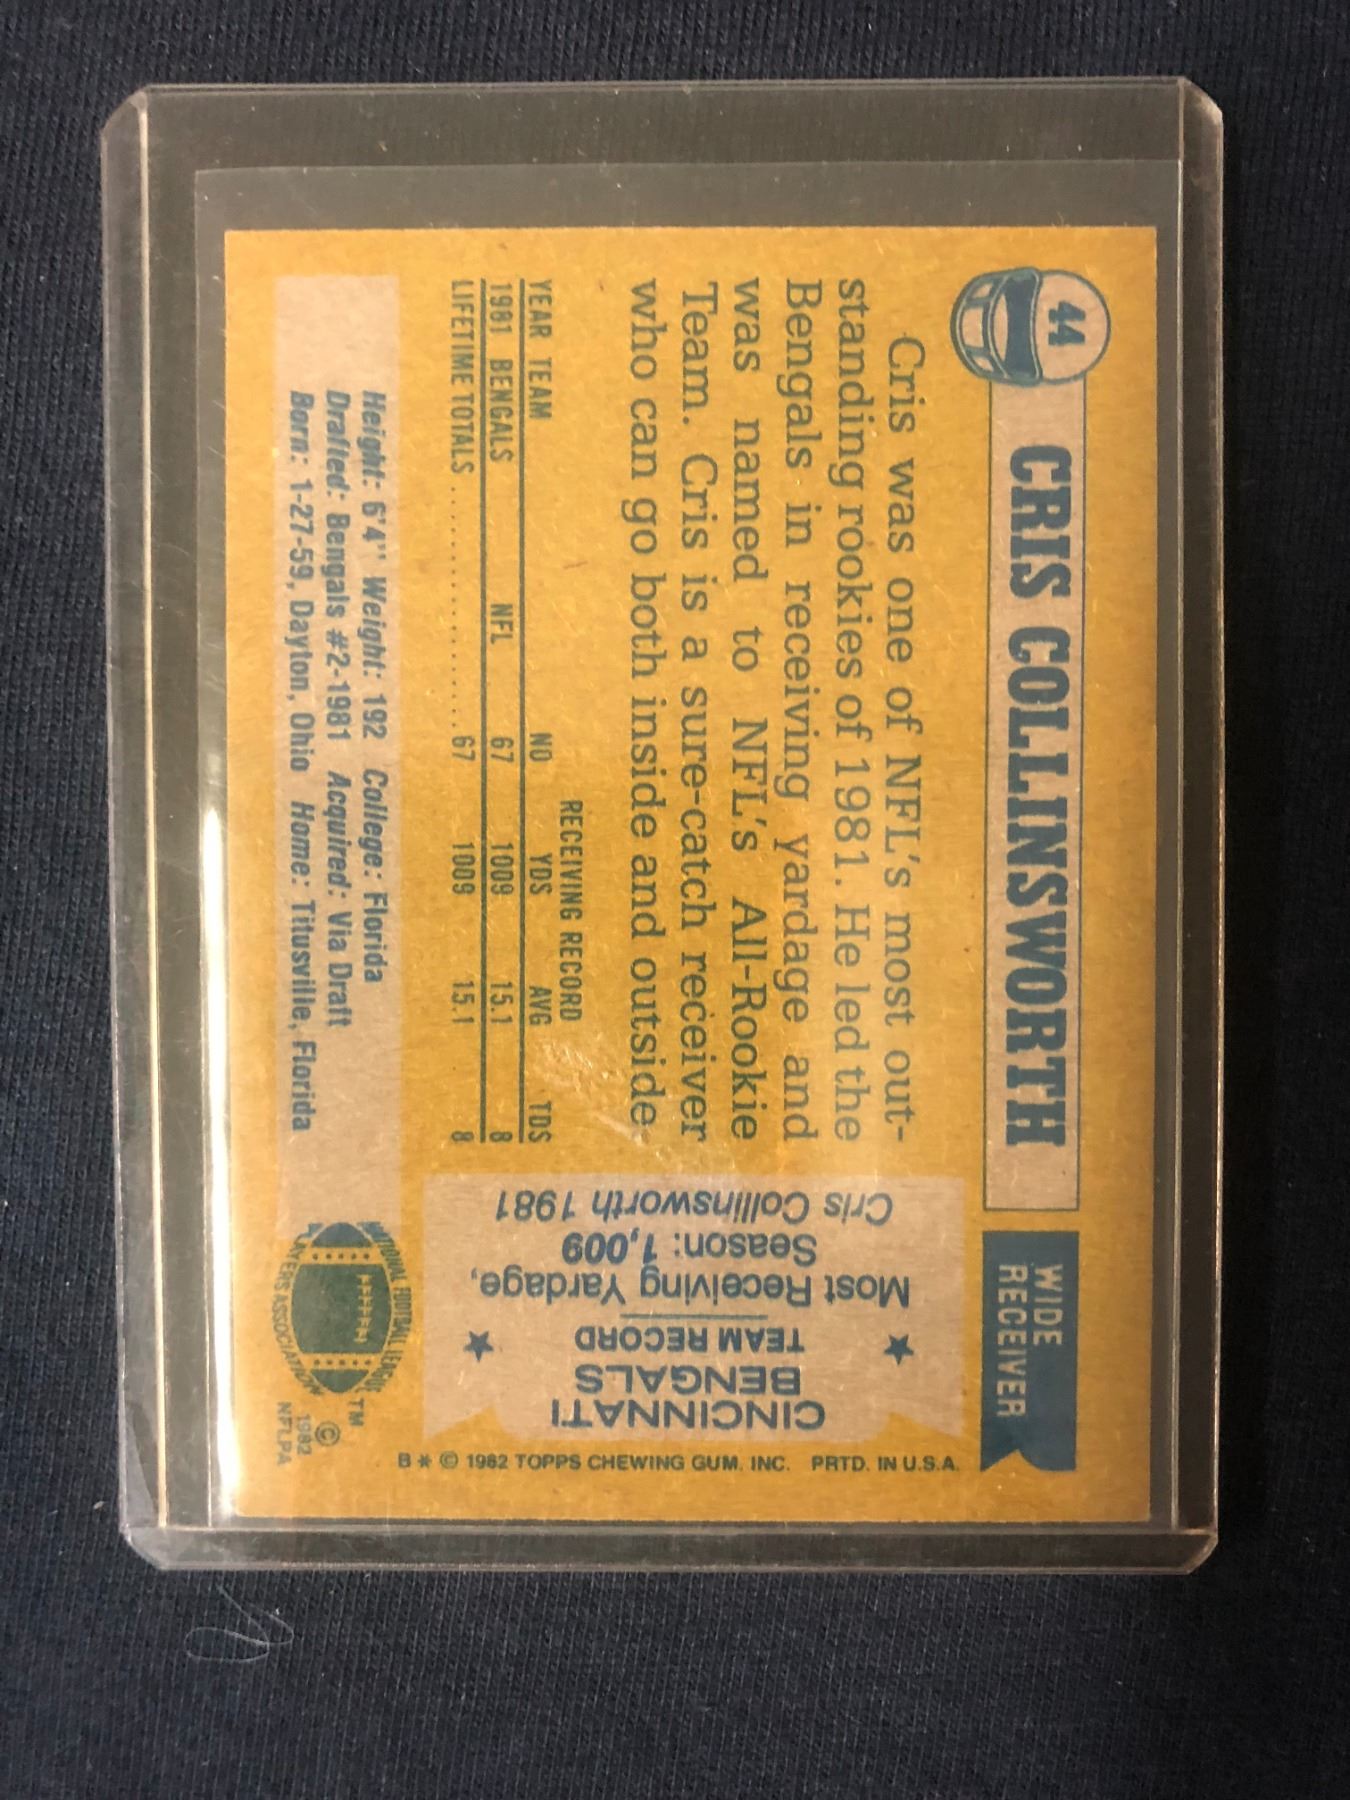 44
CRIS COLLINSWORTH
WIDE
RECEIVER
Cris was one of NFL's most out-
standing rookies of 1981. He led the
Bengals in receiving yardage and
was named to NFL's All-Rookie
Team. Cris is a sure-catch receiver
who can go both inside and outside.
RECEIVING RECORD
YEAR TEAM NO YDS AVG TDS
1981 BENGALS NFL 67 1009 15.1 8
LIFETIME TOTALS .................... 67 1009 15.1 8
Height: 6'4" Weight: 192 College: Florida
Drafted: Bengals #2-1981 Acquired: Via Draft
Born: 1-27-59, Dayton, Ohio Home: Titusville, Florida
CINCINNATI
BENGALS
TEAM RECORD
Most Receiving Yardage,
Season: 1,009
Cris Collinsworth 1981
B * © 1982 TOPPS CHEWING GUM. INC. PRTD. IN U.S.A.
NATIONAL FOOTBALL LEAGUE
PLAYERS ASSOCIATION
TM
©
1982
NFLPA